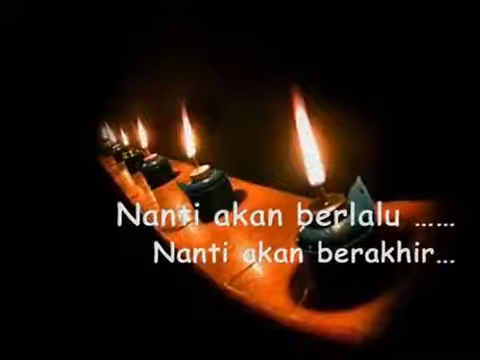 Nanti akan berlalu ......
Nanti akan berakhir...